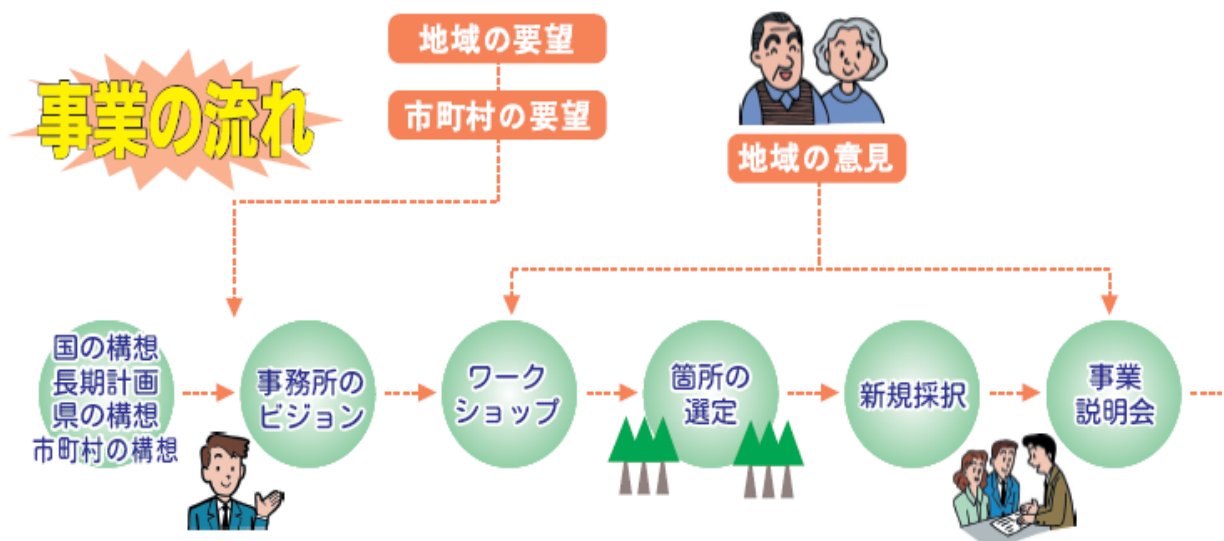 事業の流れ
地域の要望
市町村の要望
地域の意見
国の構想
長期計画
県の構想
市町村の構想
事務所の
ビジョン
ワーク
ショップ
箇所の
選定
新規採択
事業
説明会